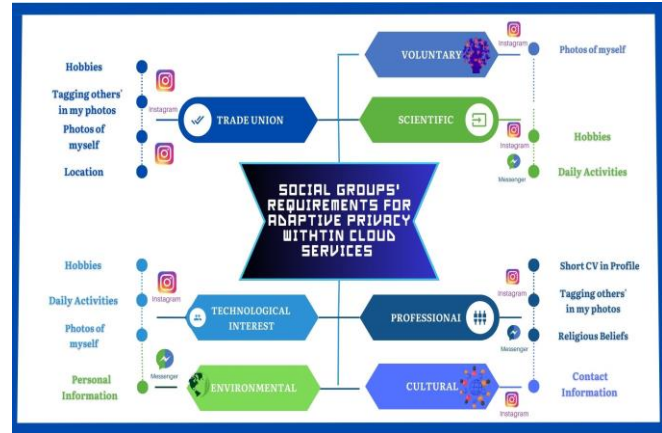 Hobbies
Tagging others'
in my photos
Photos of
myself
Location
Instagram
TRADE UNION
VOLUNTARY
Instagram
Photos of myself
SCIENTIFIC
Instagram
Messenger
Hobbies
Daily Activities
SOCIAL GROUPS'
REQUIREMENTS FOR
ADAPTIVE PRIVACY
WITHTIN CLOUD
SERVICES
Hobbies
Daily Activities
Photos of
myself
Instagram
TECHNOLOGICAL
INTEREST
Personal
Information
Messenger
ENVIRONMENTAL
PROFESSIONAL
Instagram
Messenger
Short CV in Profile
Tagging others'
in my photos
Religious Beliefs
CULTURAL
Instagram
Contact
Information